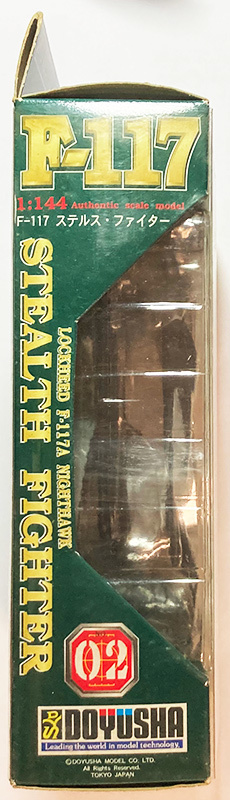 F-117
1:144 Authentic scale model
F-117 ステルス・ファイター
STEALTH FIGHTER
LOCKHEED F-117A NIGHTHAWK
02
DOYUSHA
Leading the world in model technology.
©DOYUSHA MODEL CO. LTD.
All Rights Reserved.
TOKYO JAPAN